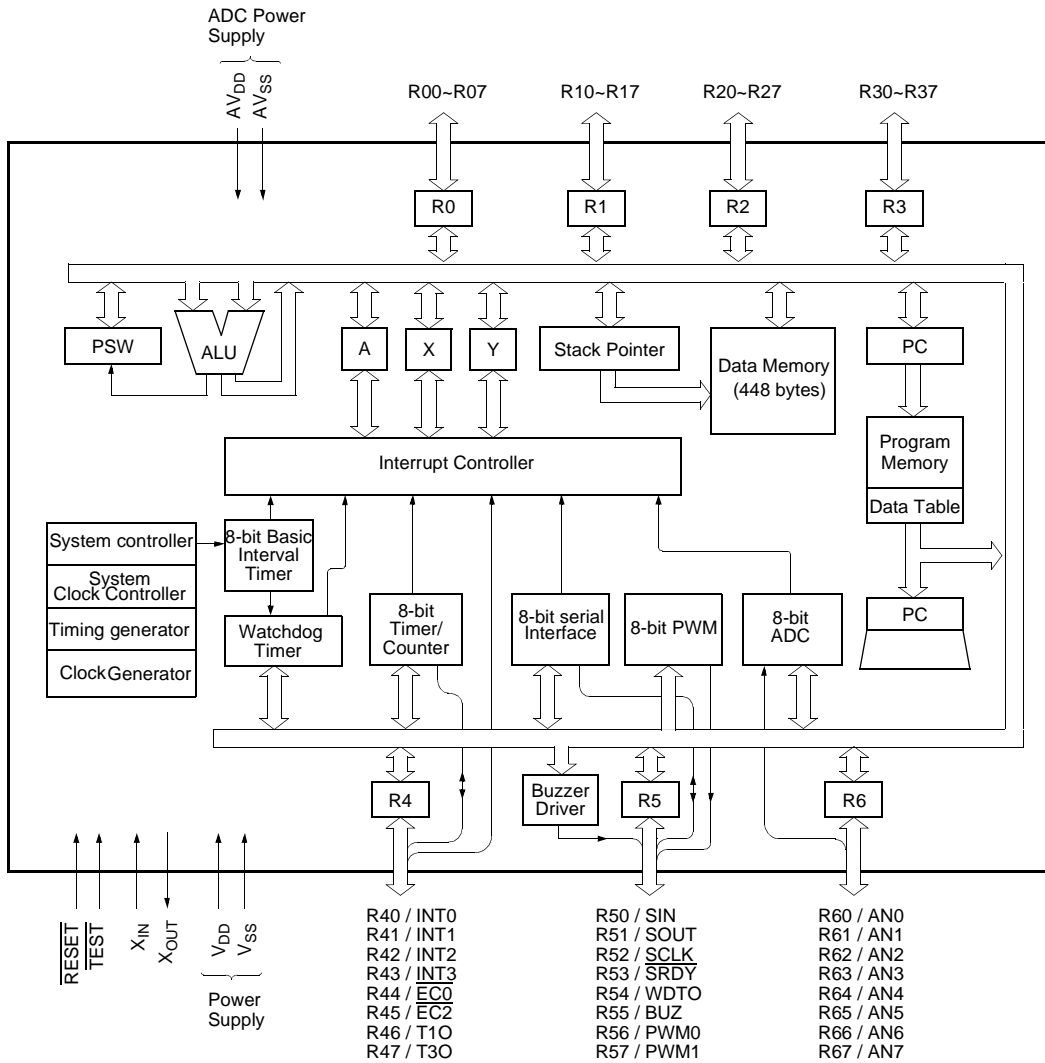 ADC Power
Supply
AVDD
AVSS
R00~R07
R10~R17
R20~R27
R30~R37
R0
R1
R2
R3
PSW
ALU
A
X
Y
Stack Pointer
Data Memory
(448 bytes)
PC
Program
Memory
Data Table
Interrupt Controller
System controller
System
Clock Controller
Timing generator
Clock Generator
8-bit Basic
Interval
Timer
Watchdog
Timer
8-bit
Timer/
Counter
8-bit serial
Interface
8-bit PWM
8-bit
ADC
PC
R4
Buzzer
Driver
R5
R6
RESET
TEST
XIN
XOUT
VDD
VSS
Power
Supply
R40 / INT0
R41 / INT1
R42 / INT2
R43 / INT3
R44 / EC0
R45 / EC2
R46 / T1O
R47 / T3O
R50 / SIN
R51 / SOUT
R52 / SCLK
R53 / SRDY
R54 / WDTO
R55 / BUZ
R56 / PWM0
R57 / PWM1
R60 / AN0
R61 / AN1
R62 / AN2
R63 / AN3
R64 / AN4
R65 / AN5
R66 / AN6
R67 / AN7